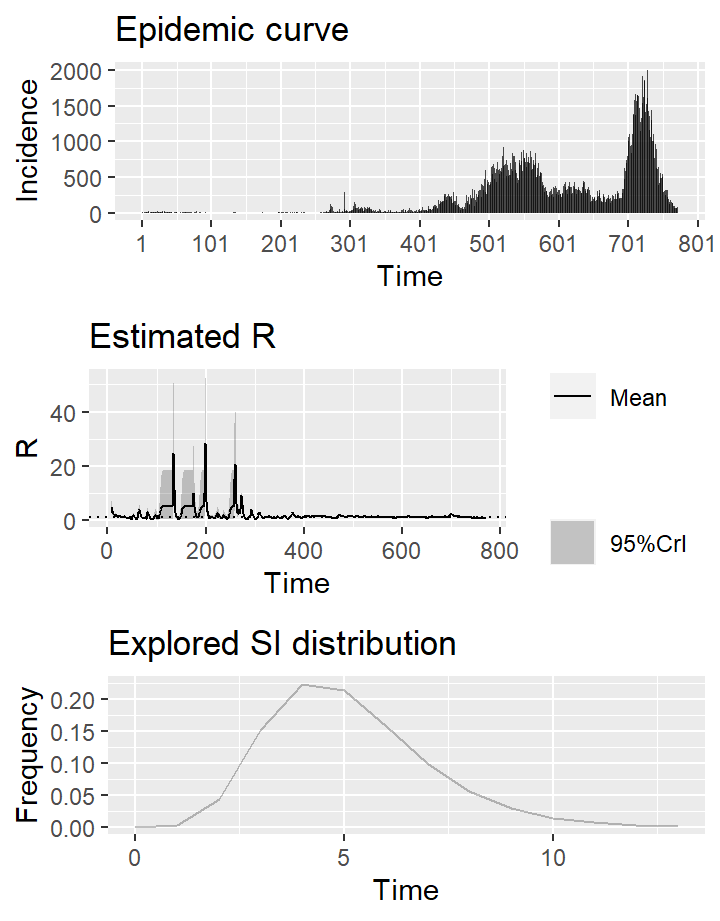 Epidemic curve
2000
1500
1000
500
0
Incidence
1 101 201 301 401 501 601 701 801
Time
Estimated R
40
20
0
R
0 200 400 600 800
Time
Mean
95%CrI
Explored SI distribution
0.20
0.15
0.10
0.05
0.00
Frequency
0 5 10
Time